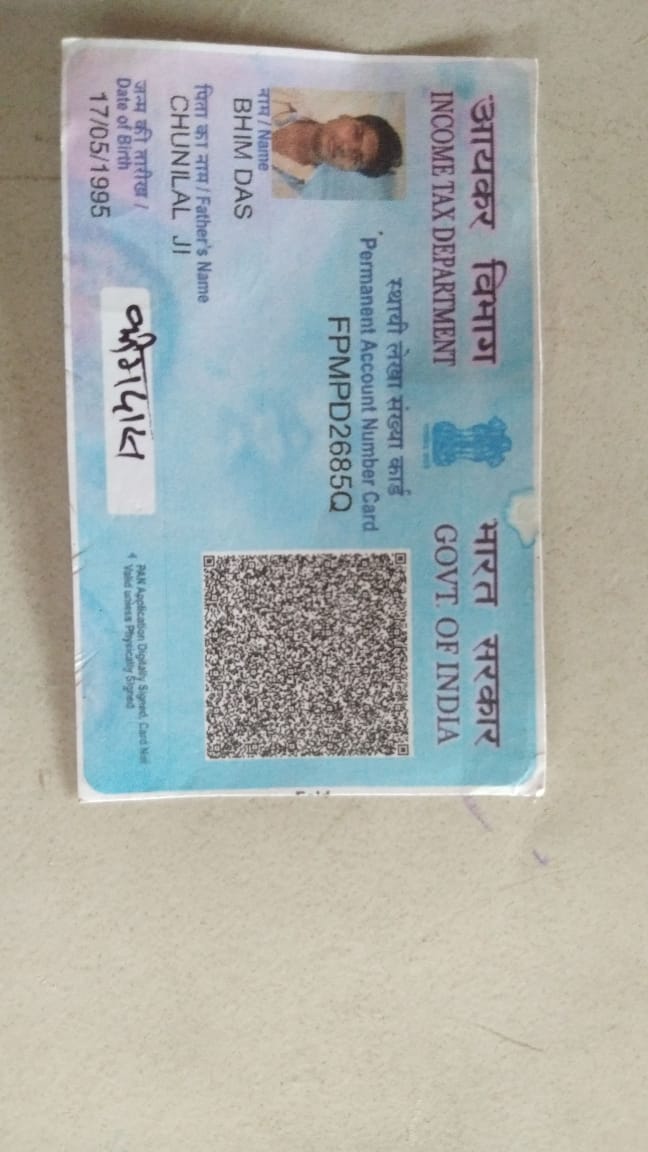 आयकर विभाग
INCOME TAX DEPARTMENT
भारत सरकार
GOVT. OF INDIA
स्थायी लेखा संख्या कार्ड
Permanent Account Number Card
FPMPD2685Q
नाम / Name
BHIM DAS
पिता का नाम / Father's Name
CHUNILAL JI
जन्म की तारीख /
Date of Birth
17/05/1995
भीमदास
PAN Application Digitally Signed, Card Not
Valid unless Physically Signed